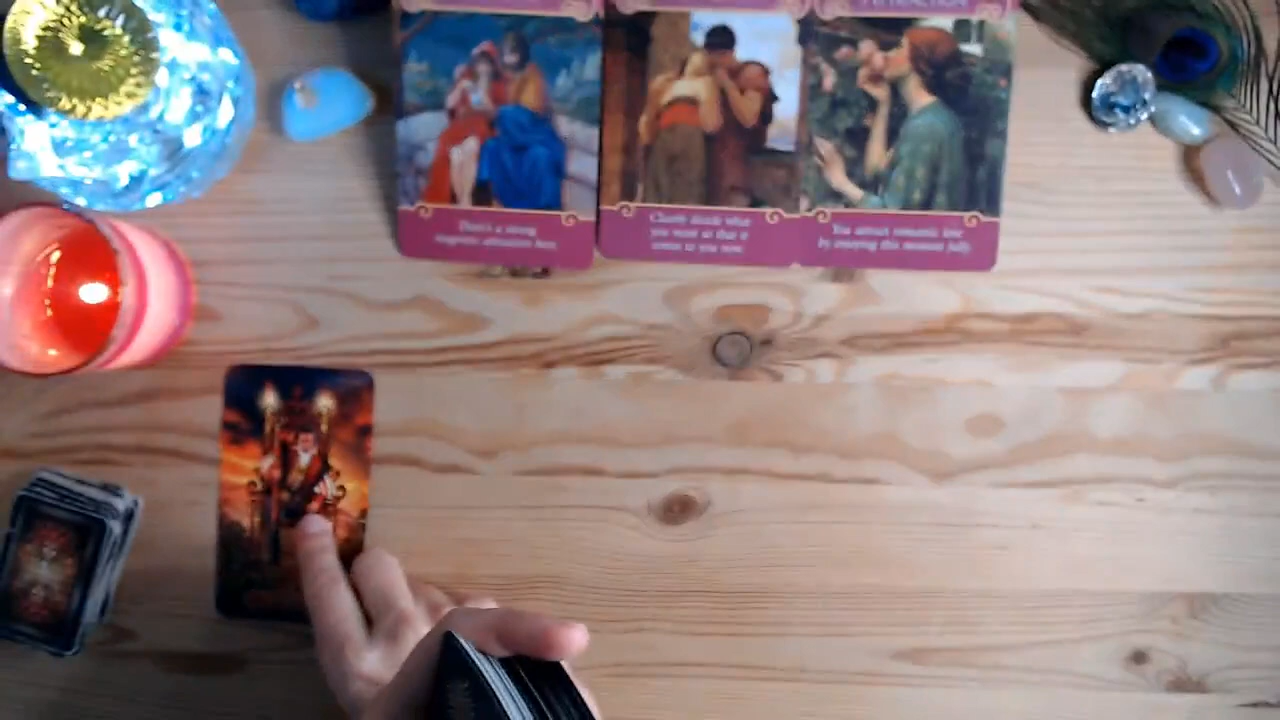 ATTRACTION
There's a strong
magnetic attraction here.
Clearly decide what
you want so that it
comes to you now.
You attract romantic love
by enjoying this moment fully.